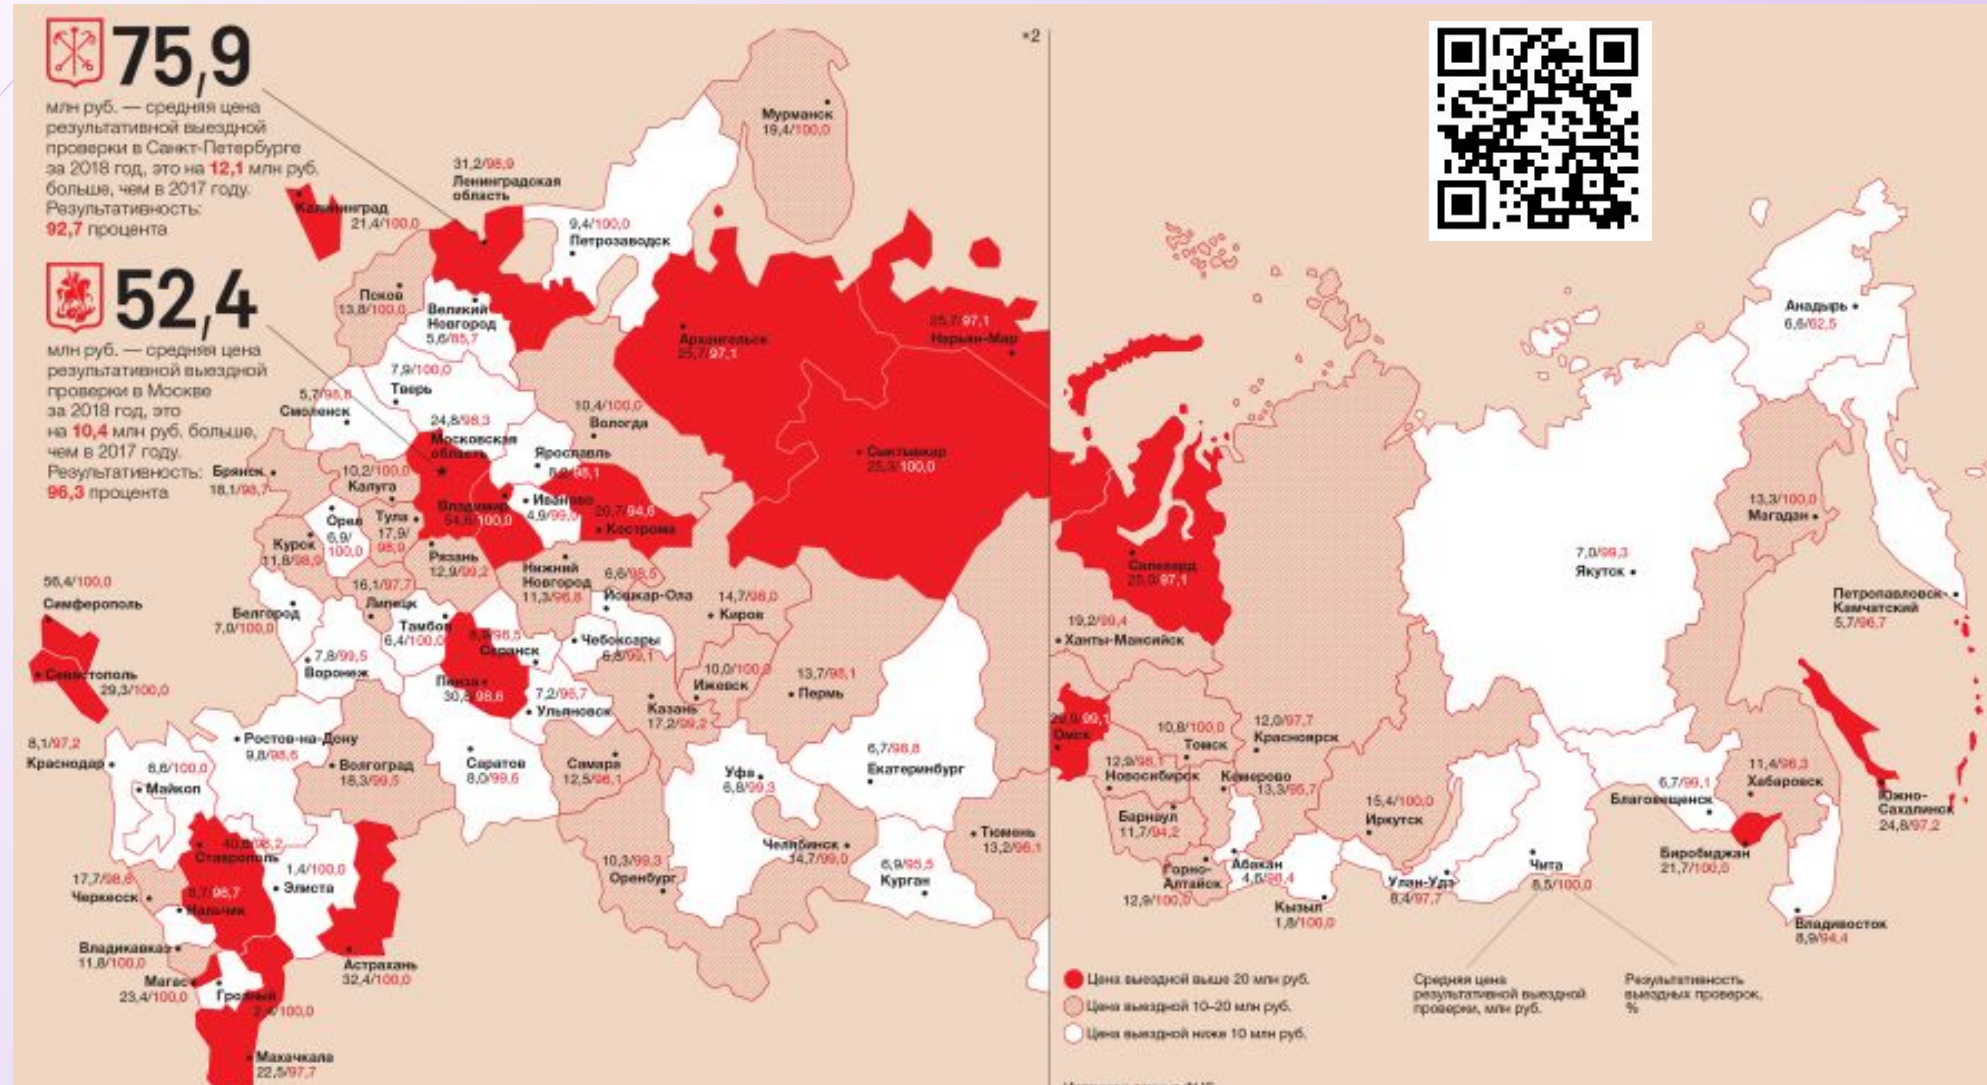 75,9
млн руб. — средняя цена
результативной выездной
проверки в Санкт-Петербурге
за 2018 год, это на 12,1 млн руб.
больше, чем в 2017 году.
Результативность:
92,7 процента
52,4
млн руб. — средняя цена
результативной выездной
проверки в Москве
за 2018 год, это
на 10,4 млн руб. больше,
чем в 2017 году.
Результативность:
96,3 процента
×2
Мурманск
19,4/100,0
31,2/98,9
Ленинградская
область
Калининград
21,4/100,0
9,4/100,0
Петрозаводск
Псков
13,8/100,0
Великий
Новгород
5,6/85,7
Архангельск
25,7/97,1
25,7/97,1
Нарьян-Мар
7,9/100,0
Тверь
Смоленск
24,8/98,3
Московская
область
10,4/100,0
Вологда
Ярославль
Сыктывкар
25,3/100,0
Брянск
10,2/100,0
Калуга
Владимир
54,6/100,0
Иваново
20,7/94,6
Кострома
Орел
6,9/
100,0
Тула
17,9/
98,9
Курск
11,8/98,9
Рязань
12,9/99,2
Нижний
Новгород
11,3/96,8
6,6/98,5
Йошкар-Ола
14,7/98,0
Киров
56,4/100,0
Симферополь
Севастополь
29,3/100,0
Белгород
7,0/100,0
16,1/97,7
Липецк
Тамбов
6,4/100,0
Саранск
Чебоксары
6,8/99,1
7,8/99,5
Воронеж
Пенза
7,2/96,7
Ульяновск
10,0/100,0
Ижевск
13,7/98,1
Пермь
Казань
17,2/99,2
8,1/97,2
Краснодар
Ростов-на-Дону
9,8/98,6
6,6/100,0
Майкоп
Волгоград
18,3/99,5
Саратов
8,0/99,6
Самара
12,5/96,1
Уфа
6,8/99,3
6,7/98,8
Екатеринбург
Ставрополь
1,4/100,0
Элиста
17,7/98,6
Черкесск
Нальчик
10,3/99,3
Оренбург
Челябинск
14,7/99,0
6,9/95,5
Курган
Тюмень
13,2/96,1
Владикавказ
11,8/100,0
Астрахань
32,4/100,0
Магас
23,4/100,0
Грозный
Махачкала
22,5/97,7
Анадырь
6,6/62,5
13,3/100,0
Магадан
7,0/99,3
Якутск
Петропавловск-
Камчатский
5,7/96,7
Салехард
25,0/97,1
19,2/99,4
Ханты-Мансийск
Омск
10,8/100,0
Томск
12,0/97,7
Красноярск
Новосибирск
Кемерово
13,3/95,7
Барнаул
11,7/94,2
15,4/100,0
Иркутск
Горно-
Алтайск
12,9/100,0
Абакан
Кызыл
1,8/100,0
Улан-Удэ
8,4/97,7
Чита
8,5/100,0
6,7/99,1
Благовещенск
11,4/96,3
Хабаровск
Биробиджан
21,7/100,0
Южно-
Сахалинск
24,8/97,2
Владивосток
8,9/94,4
Цена выездной выше 20 млн руб.
Цена выездной 10–20 млн руб.
Цена выездной ниже 10 млн руб.
Средняя цена
результативной выездной
проверки, млн руб.
Результативность
выездных проверок,
%